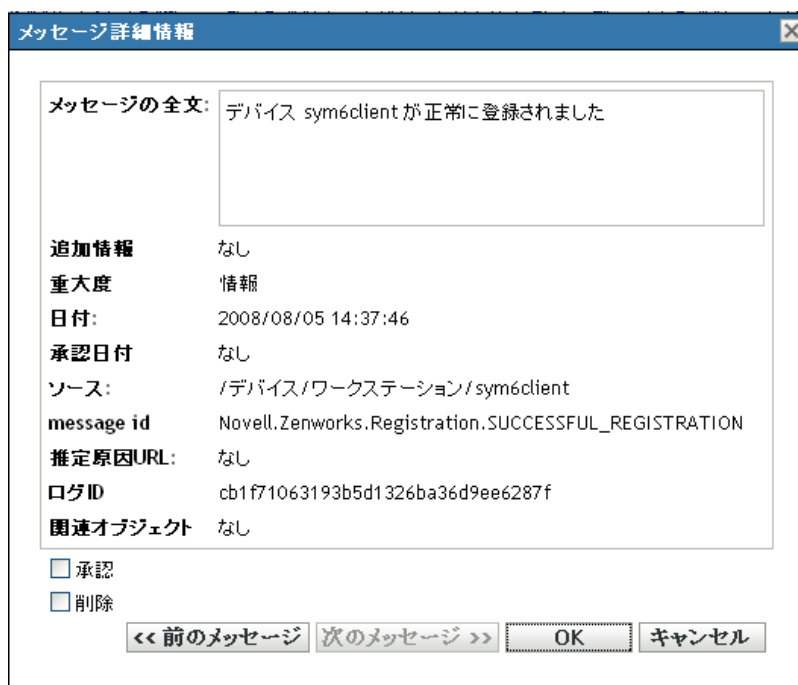 メッセージ詳細情報
メッセージの全文: デバイス sym6client が正常に登録されました
追加情報 なし
重大度 情報
日付: 2008/08/05 14:37:46
承認日付 なし
ソース: /デバイス/ワークステーション/sym6client
message id Novell.Zenworks.Registration.SUCCESSFUL_REGISTRATION
推定原因URL: なし
ログID cb1f71063193b5d1326ba36d9ee6287f
関連オブジェクト なし
承認
削除
<< 前のメッセージ 次のメッセージ >> OK キャンセル